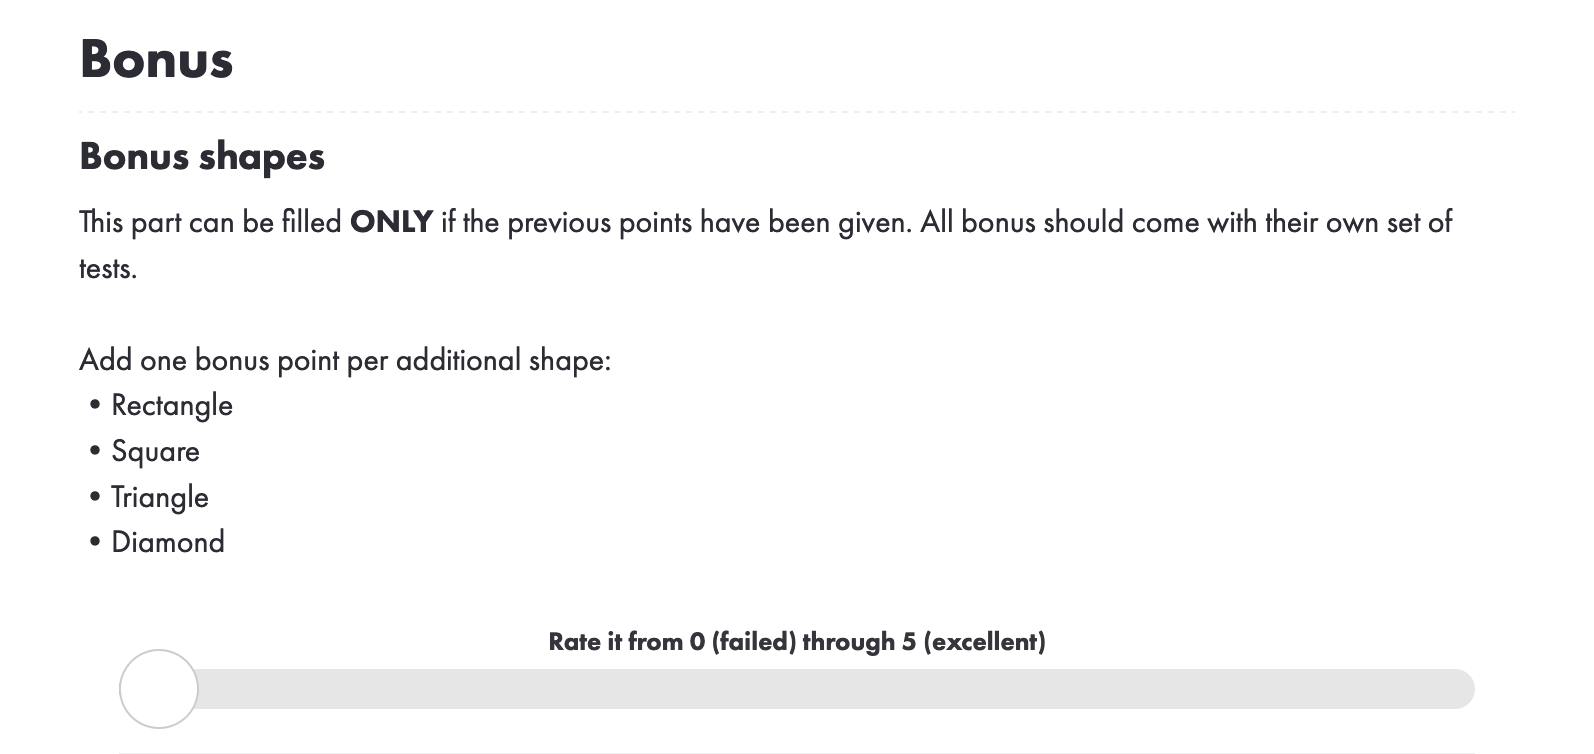 Bonus
Bonus shapes
This part can be filled ONLY if the previous points have been given. All bonus should come with their own set of
tests.
Add one bonus point per additional shape:
• Rectangle
• Square
• Triangle
• Diamond
Rate it from 0 (failed) through 5 (excellent)